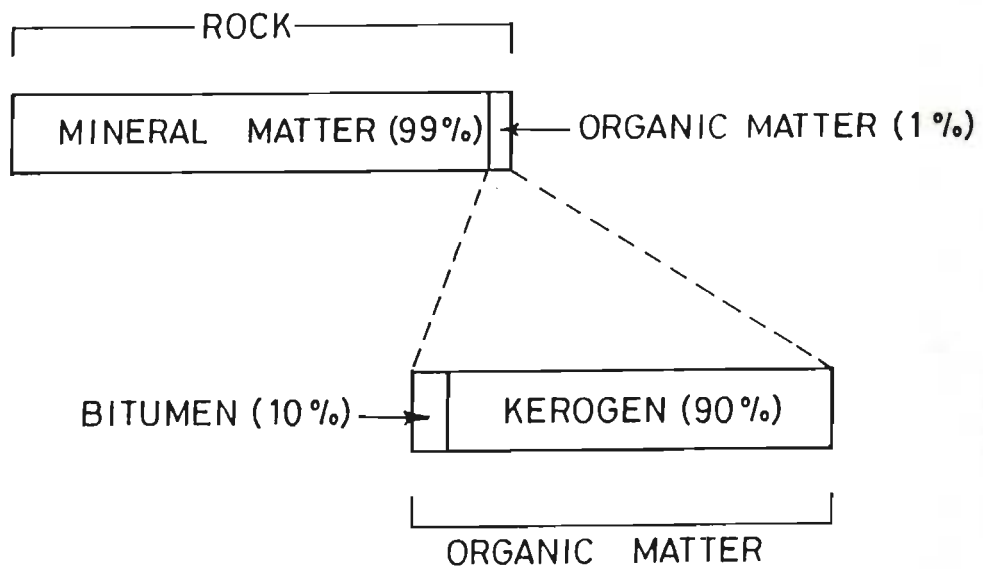 ROCK
MINERAL MATTER (99%)
ORGANIC MATTER (1%)
BITUMEN (10%)
KEROGEN (90%)
ORGANIC MATTER